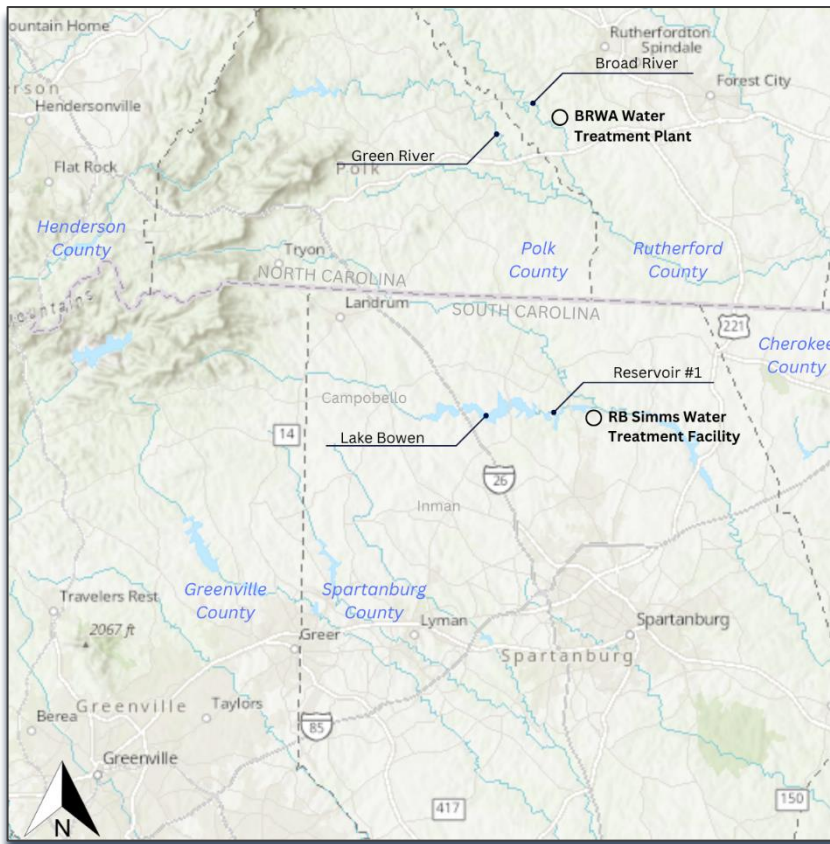 ountain Home
Rutherfordton
Spindale
Broad River
erson
Forest City
Hendersonville
BRWA Water
Treatment Plant
Green River
Flat Rock
Polk
Henderson
County
Tryon
Polk
County
Rutherford
County
NORTH CAROLINA
Mountains
Landrum
SOUTH CAROLINA
221
Cherokee
County
Reservoir #1
Campobello
RB Simms Water
Treatment Facility
14
Lake Bowen
26
Inman
Greenville
County
Spartanburg
County
Travelers Rest
2067 ft
Lyman
Spartanburg
Greer
Spartanburg
Greenville
Taylors
Berea
85
Greenville
417
150
N